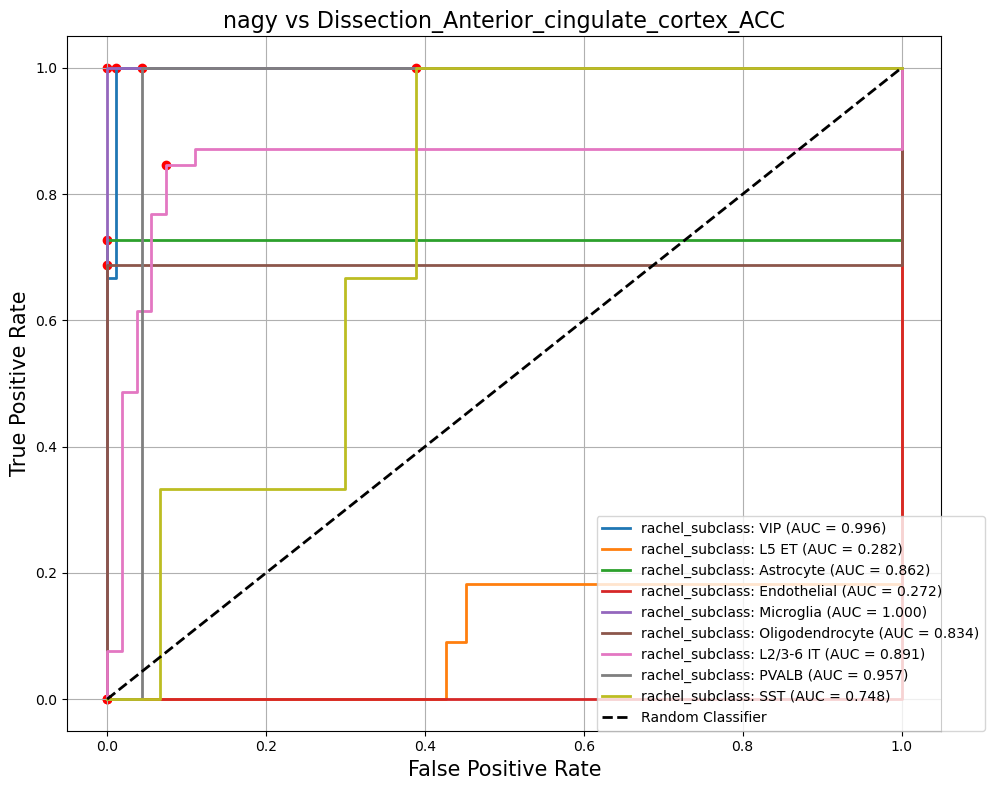 nagy vs Dissection_Anterior_cingulate_cortex_ACC
True Positive Rate
1.0
0.8
0.6
0.4
0.2
0.0
rachel_subclass: VIP (AUC = 0.996)
rachel_subclass: L5 ET (AUC = 0.282)
rachel_subclass: Astrocyte (AUC = 0.862)
rachel_subclass: Endothelial (AUC = 0.272)
rachel_subclass: Microglia (AUC = 1.000)
rachel_subclass: Oligodendrocyte (AUC = 0.834)
rachel_subclass: L2/3-6 IT (AUC = 0.891)
rachel_subclass: PVALB (AUC = 0.957)
rachel_subclass: SST (AUC = 0.748)
Random Classifier
0.0 0.2 0.4 0.6 0.8 1.0
False Positive Rate